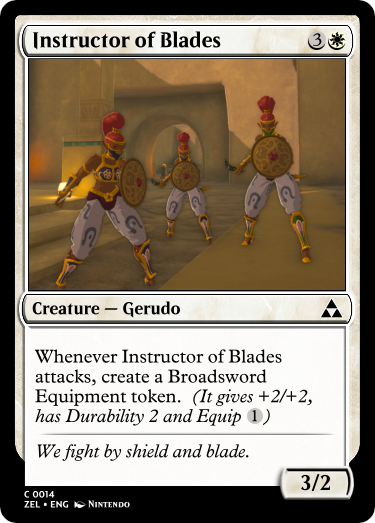 Instructor of Blades 3
Creature — Gerudo
Whenever Instructor of Blades
attacks, create a Broadsword
Equipment token. (It gives +2/+2,
has Durability 2 and Equip 1)
We fight by shield and blade.
3/2
C 0014
ZEL • ENG Nintendo